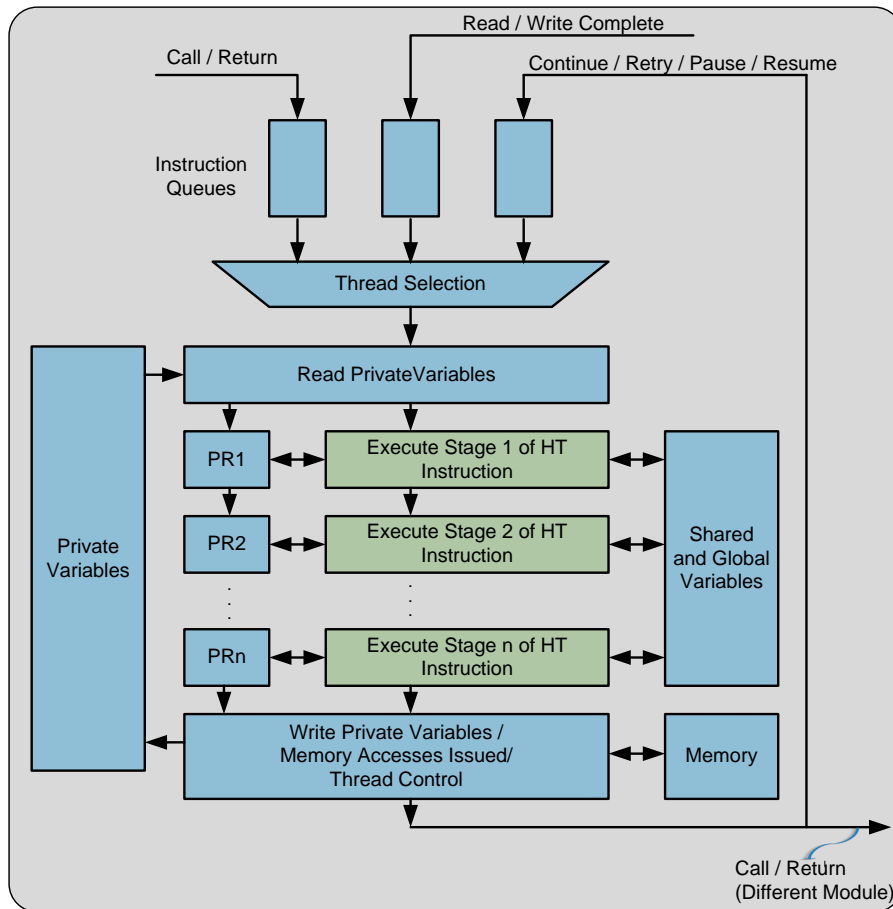 Read / Write Complete
Call / Return
Continue / Retry / Pause / Resume
Instruction
Queues
Thread Selection
Read PrivateVariables
PR1
Execute Stage 1 of HT
Instruction
PR2
Execute Stage 2 of HT
Instruction
Private
Variables
Shared
and Global
Variables
PRn
Execute Stage n of HT
Instruction
Write Private Variables /
Memory Accesses Issued/
Thread Control
Memory
Call / Return
(Different Module)